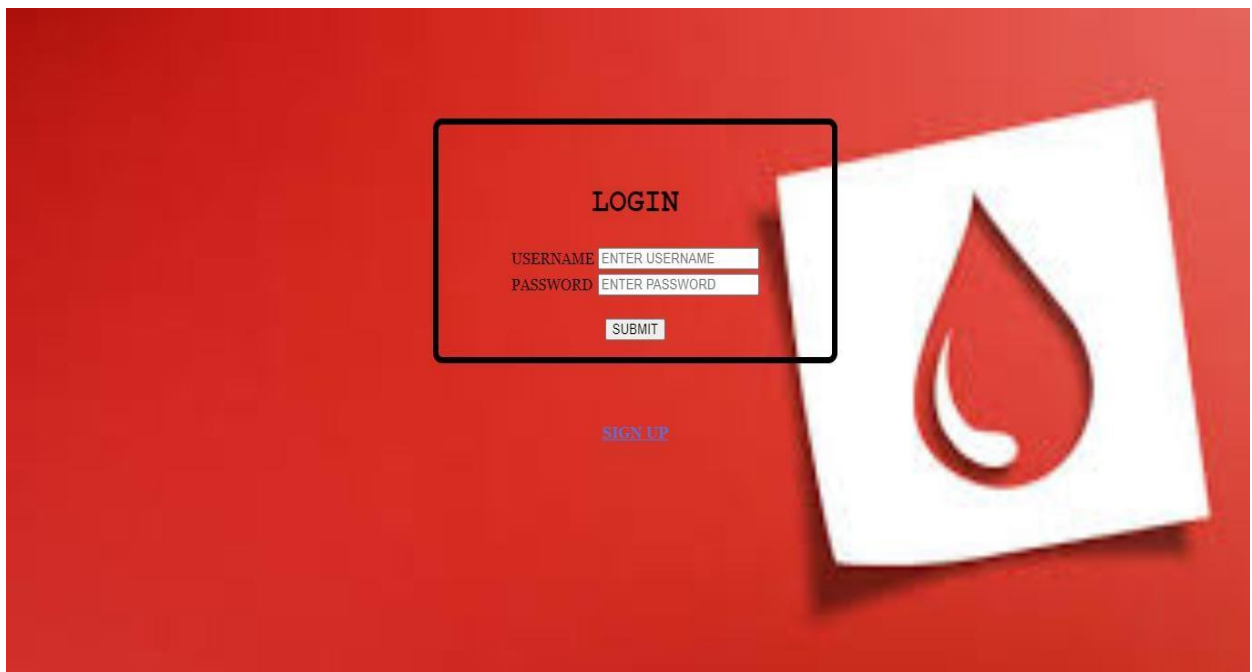 LOGIN
USERNAME ENTER USERNAME
PASSWORD ENTER PASSWORD
SUBMIT
SIGN UP